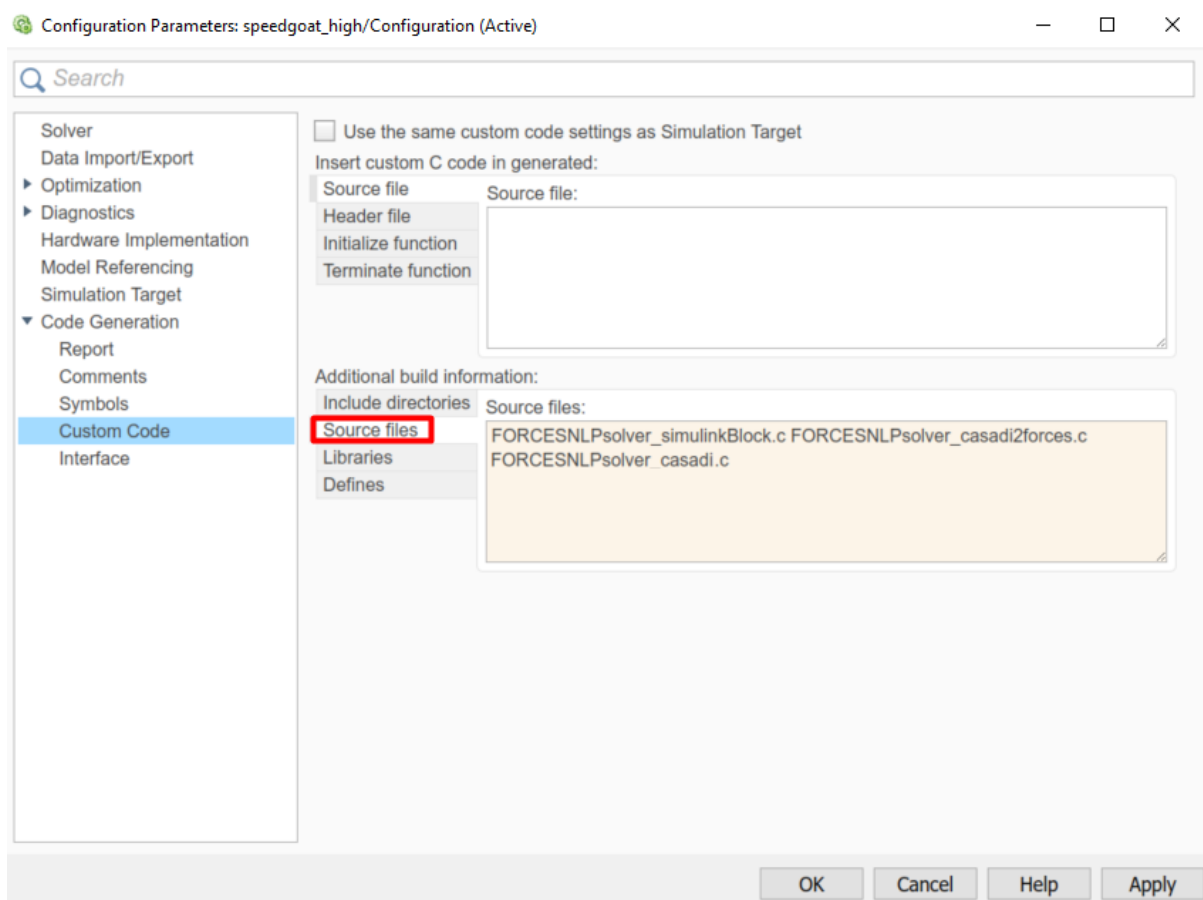 Configuration Parameters: speedgoat_high/Configuration (Active)
Search
Solver
Data Import/Export
Optimization
Diagnostics
Hardware Implementation
Model Referencing
Simulation Target
Code Generation
Report
Comments
Symbols
Custom Code
Interface
Use the same custom code settings as Simulation Target
Insert custom C code in generated:
Source file
Header file
Initialize function
Terminate function
Source file:
Additional build information:
Include directories
Source files
Libraries
Defines
Source files:
FORCESNLPsolver_simulinkBlock.c FORCESNLPsolver_casadi2forces.c
FORCESNLPsolver_casadi.c
OK
Cancel
Help
Apply